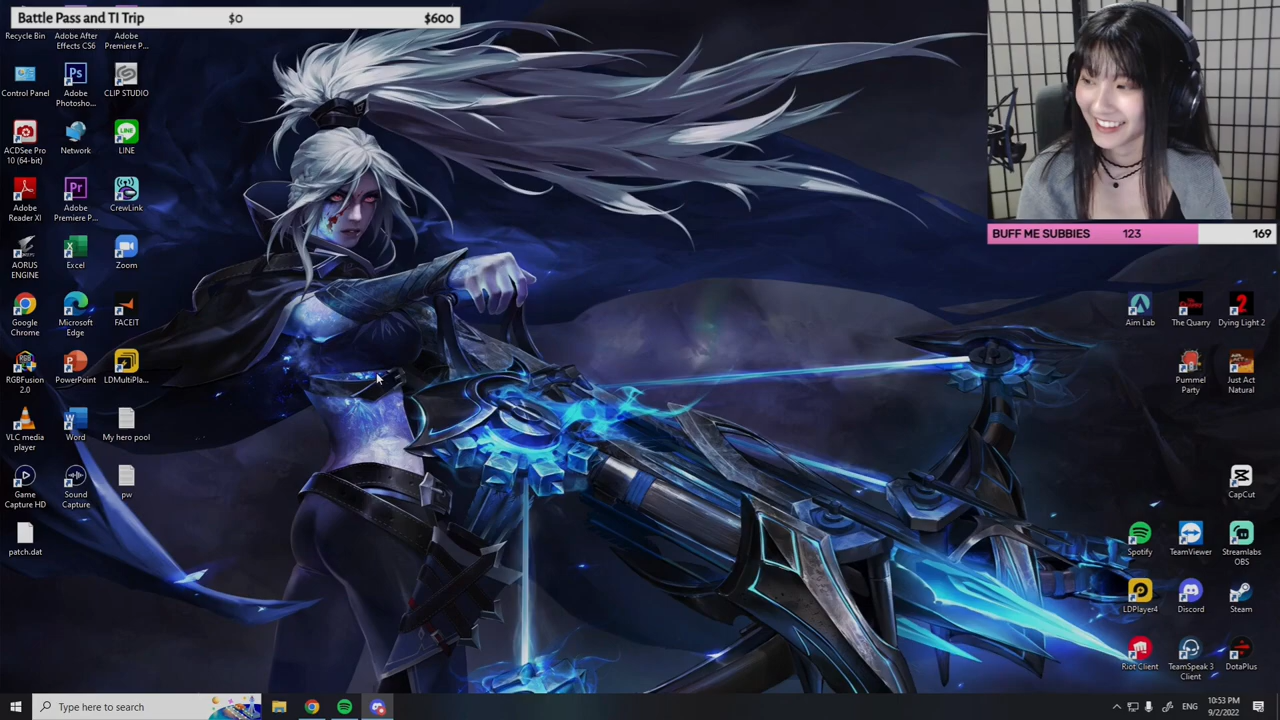 Battle Pass and TI Trip $0 $600
Recycle Bin
Adobe After
Effects CS6
Adobe
Premiere P...
Control Panel
Adobe
Photosho...
CLIP STUDIO
ACDSee Pro
10 (64-bit)
Network
LINE
Adobe
Reader XI
Adobe
Premiere P...
CrewLink
AORUS
ENGINE
Excel
Zoom
Google
Chrome
Microsoft
Edge
FACEIT
RGBFusion
2.0
PowerPoint
LDMultiPla...
VLC media
player
Word
My hero pool
Game
Capture HD
Sound
Capture
pw
patch.dat
BUFF ME SUBBIES 123 169
Aim Lab
The Quarry
Dying Light 2
Pummel
Party
Just Act
Natural
CapCut
Spotify
TeamViewer
Streamlabs
OBS
LDPlayer4
Discord
Steam
Riot Client
TeamSpeak 3
Client
DotaPlus
Type here to search
ENG
10:53 PM
9/2/2022